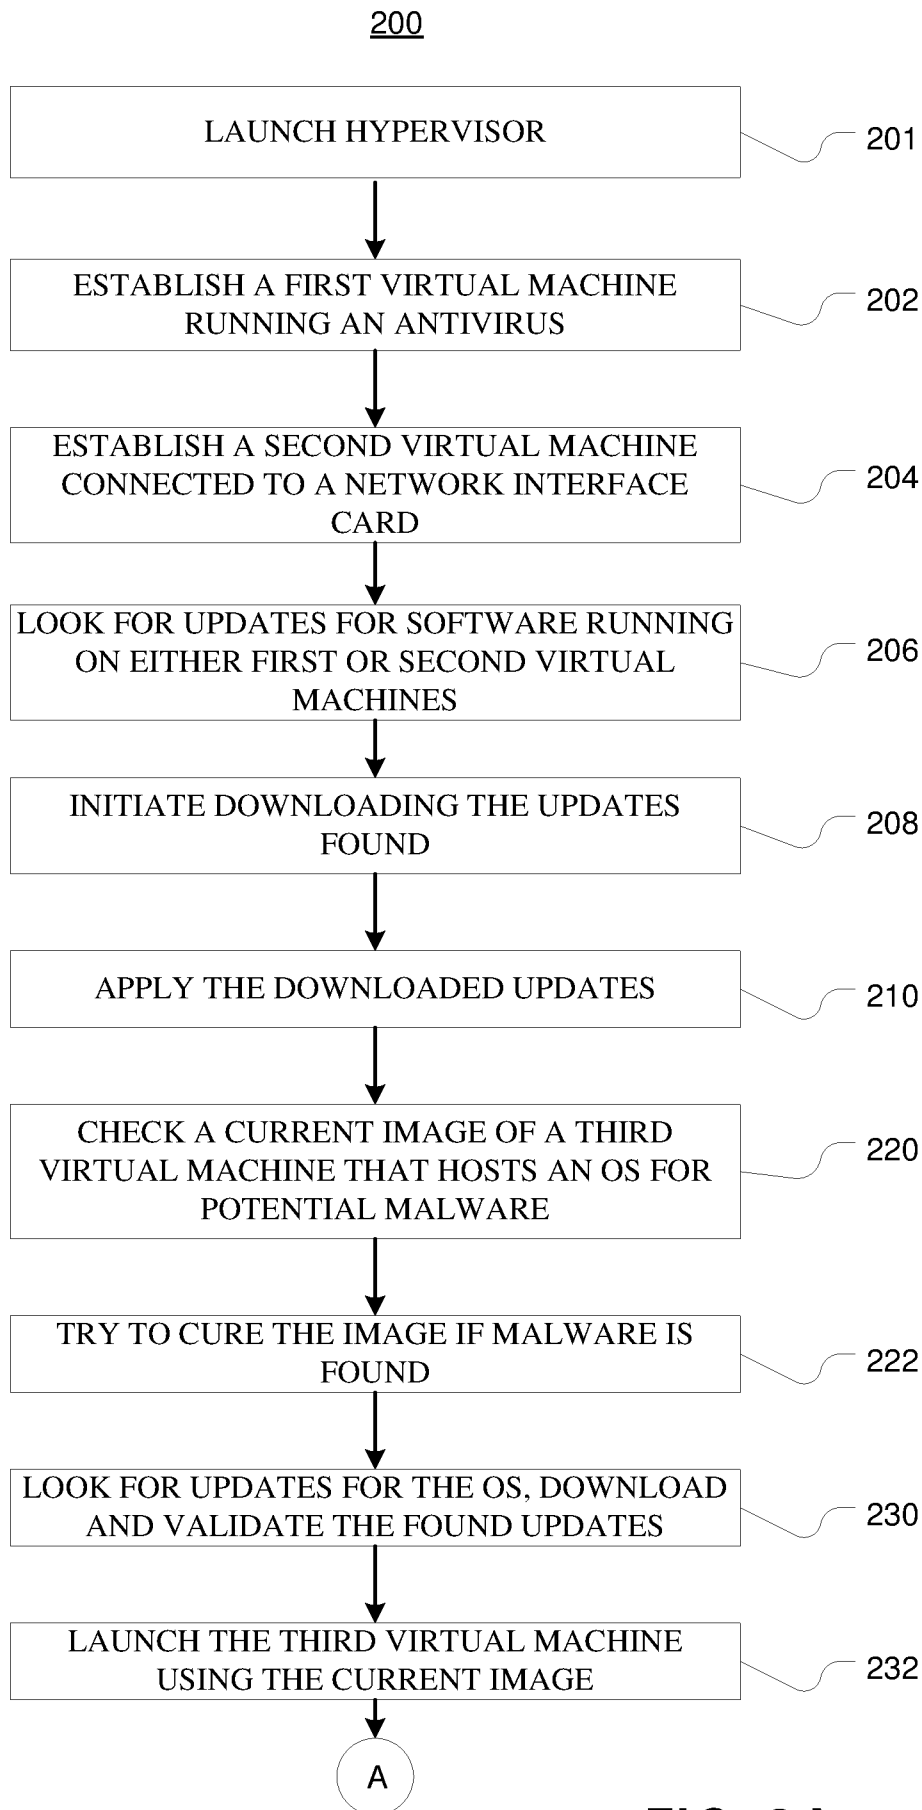 200
LAUNCH HYPERVISOR
201
ESTABLISH A FIRST VIRTUAL MACHINE
RUNNING AN ANTIVIRUS
202
ESTABLISH A SECOND VIRTUAL MACHINE
CONNECTED TO A NETWORK INTERFACE
CARD
204
LOOK FOR UPDATES FOR SOFTWARE RUNNING
ON EITHER FIRST OR SECOND VIRTUAL
MACHINES
206
INITIATE DOWNLOADING THE UPDATES
FOUND
208
APPLY THE DOWNLOADED UPDATES
210
CHECK A CURRENT IMAGE OF A THIRD
VIRTUAL MACHINE THAT HOSTS AN OS FOR
POTENTIAL MALWARE
220
TRY TO CURE THE IMAGE IF MALWARE IS
FOUND
222
LOOK FOR UPDATES FOR THE OS, DOWNLOAD
AND VALIDATE THE FOUND UPDATES
230
LAUNCH THE THIRD VIRTUAL MACHINE
USING THE CURRENT IMAGE
232
A